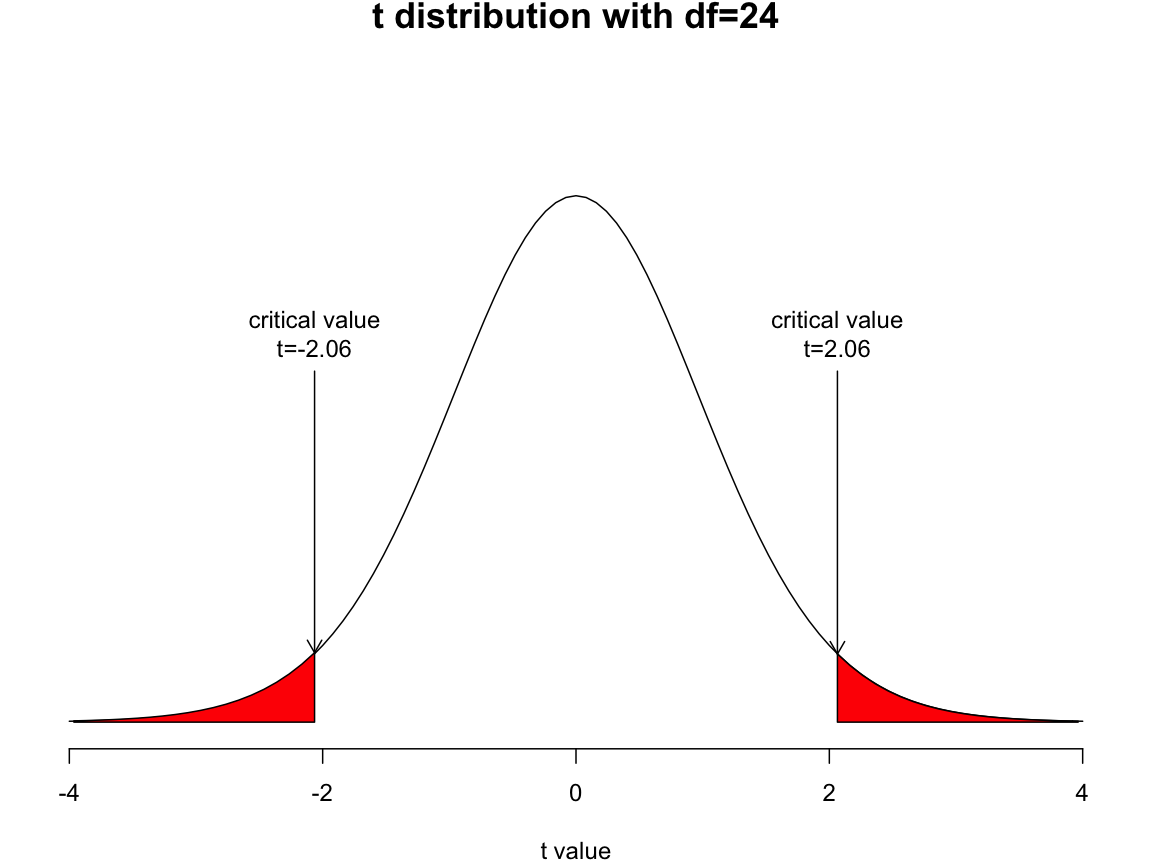 t distribution with df=24
critical value
t=-2.06
critical value
t=2.06
-4
-2
0
2
4
t value